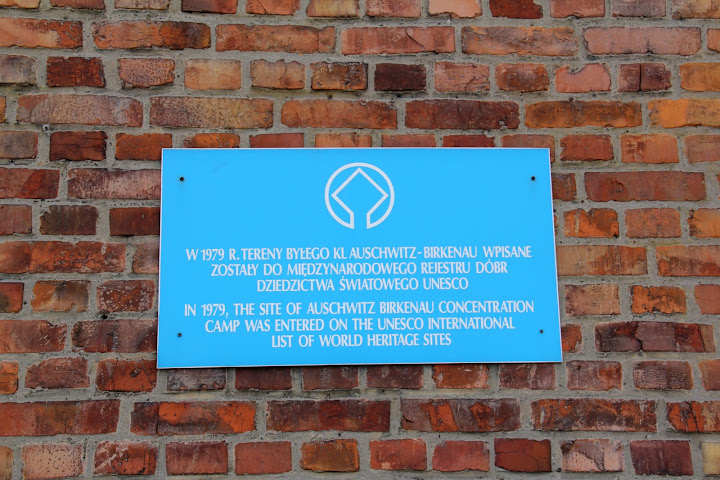 W 1979 R. TERENY BYŁEGO KL AUSCHWITZ-BIRKENAU WPISANE
ZOSTAŁY DO MIĘDZYNARODOWEGO REJESTRU DÓBR
DZIEDZICTWA ŚWIATOWEGO UNESCO
IN 1979, THE SITE OF AUSCHWITZ BIRKENAU CONCENTRATION
CAMP WAS ENTERED ON THE UNESCO INTERNATIONAL
LIST OF WORLD HERITAGE SITES